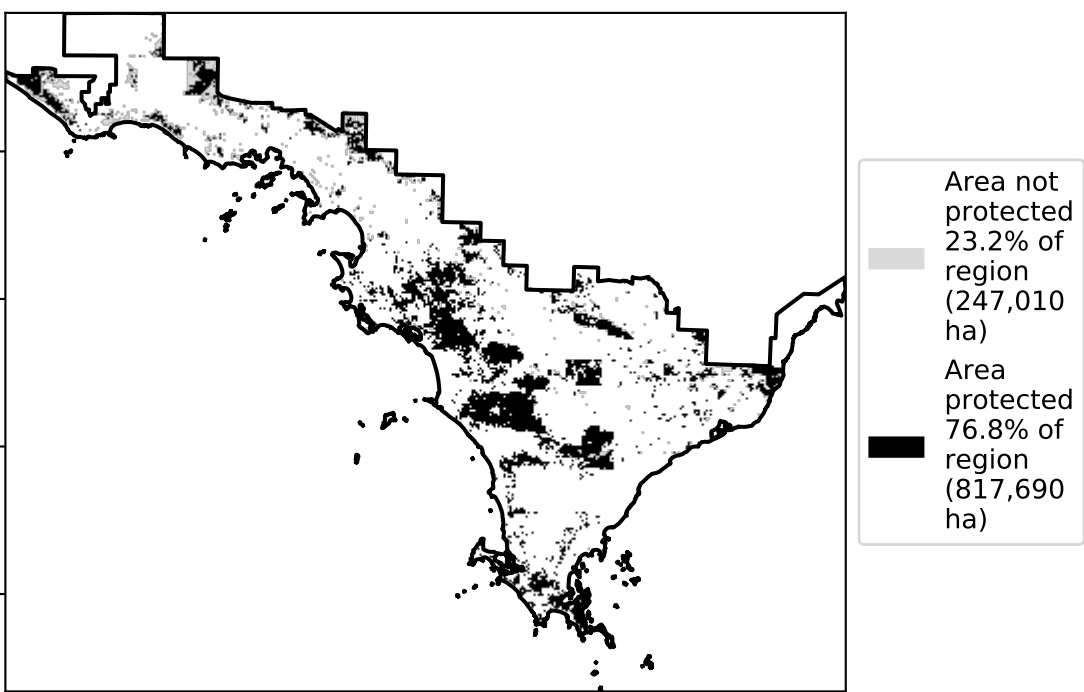 Area not
protected
23.2% of
region
(247,010
ha)
Area
protected
76.8% of
region
(817,690
ha)